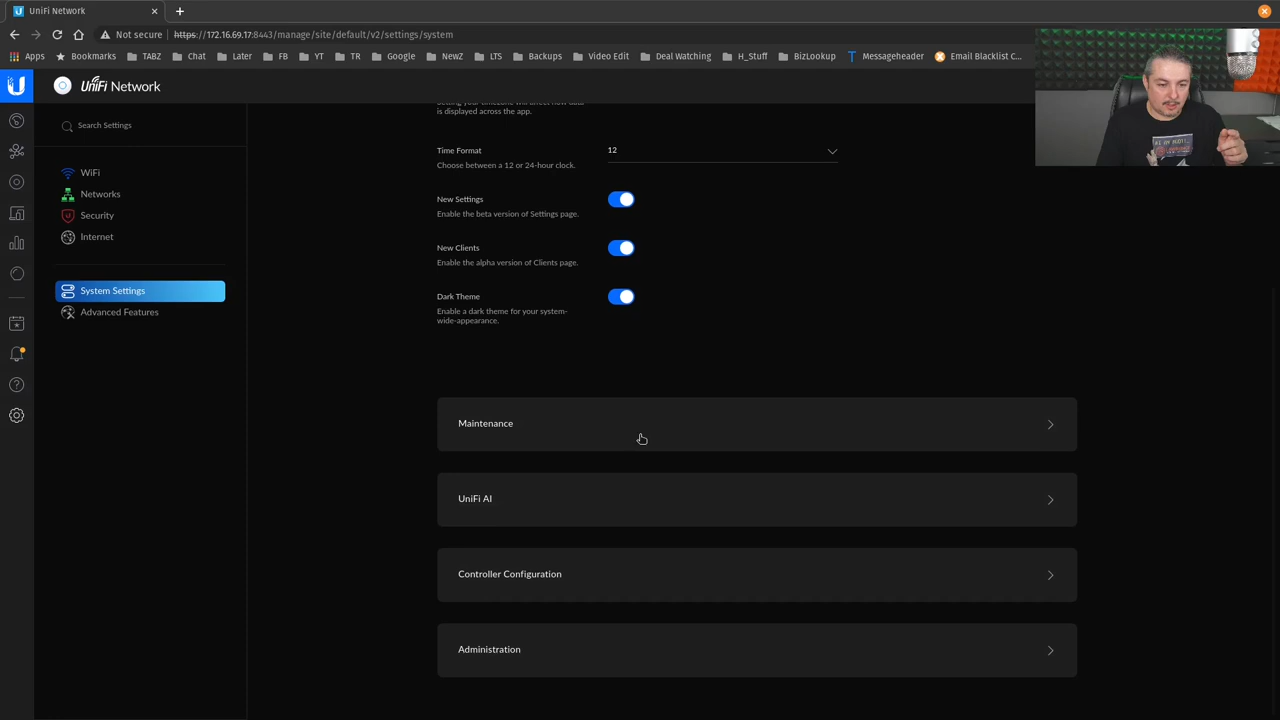 UniFi Network
Not secure
https://172.16.69.17:8443/manage/site/default/v2/settings/system
Apps
Bookmarks
TABZ
Chat
Later
FB
YT
TR
Google
NewZ
LTS
Backups
Video Edit
Deal Watching
H_Stuff
BizLookup
Messageheader
Email Blacklist C...
UniFi Network
Search Settings
WiFi
Networks
Security
Internet
System Settings
Advanced Features
is displayed across the app.
Time Format
12
Choose between a 12 or 24-hour clock.
New Settings
Enable the beta version of Settings page.
New Clients
Enable the alpha version of Clients page.
Dark Theme
Enable a dark theme for your system-
wide-appearance.
Maintenance
UniFi AI
Controller Configuration
Administration